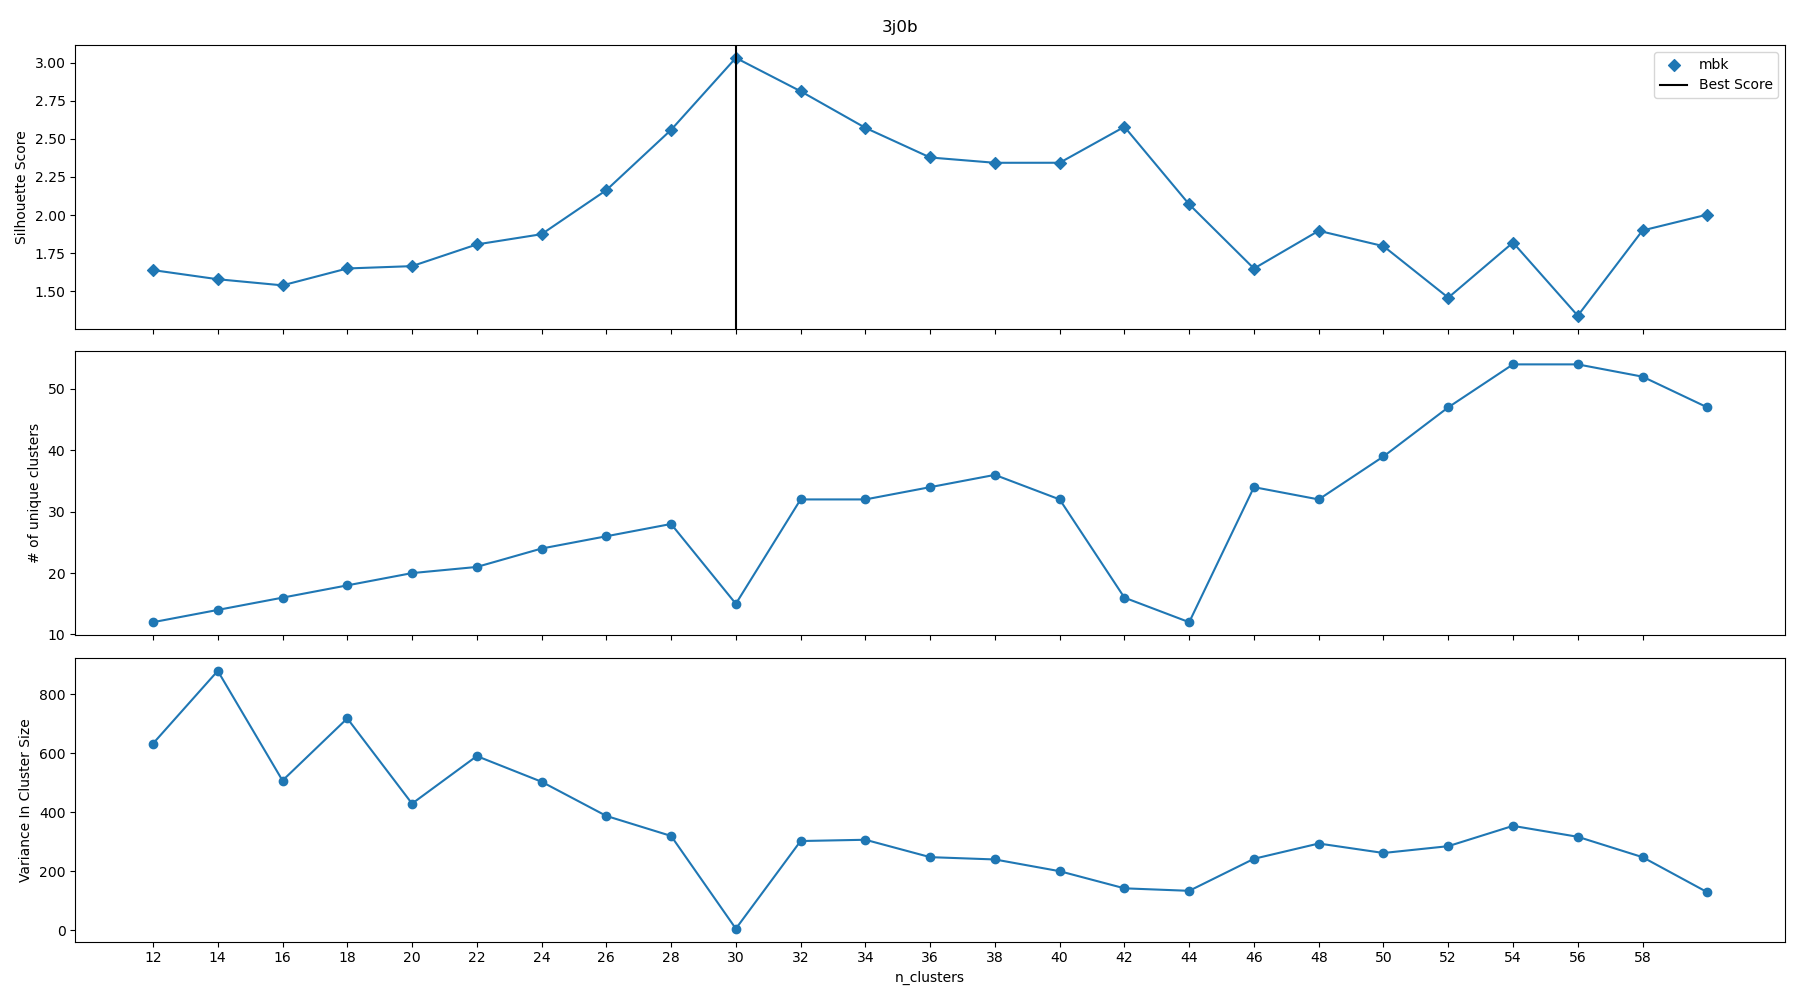 3j0b
3.00
2.75
2.50
2.25
2.00
1.75
1.50
Silhouette Score
mbk
Best Score
50
40
30
20
10
# of unique clusters
800
600
400
200
0
Variance In Cluster Size
12 14 16 18 20 22 24 26 28 30 32 34 36 38 40 42 44 46 48 50 52 54 56 58
n_clusters